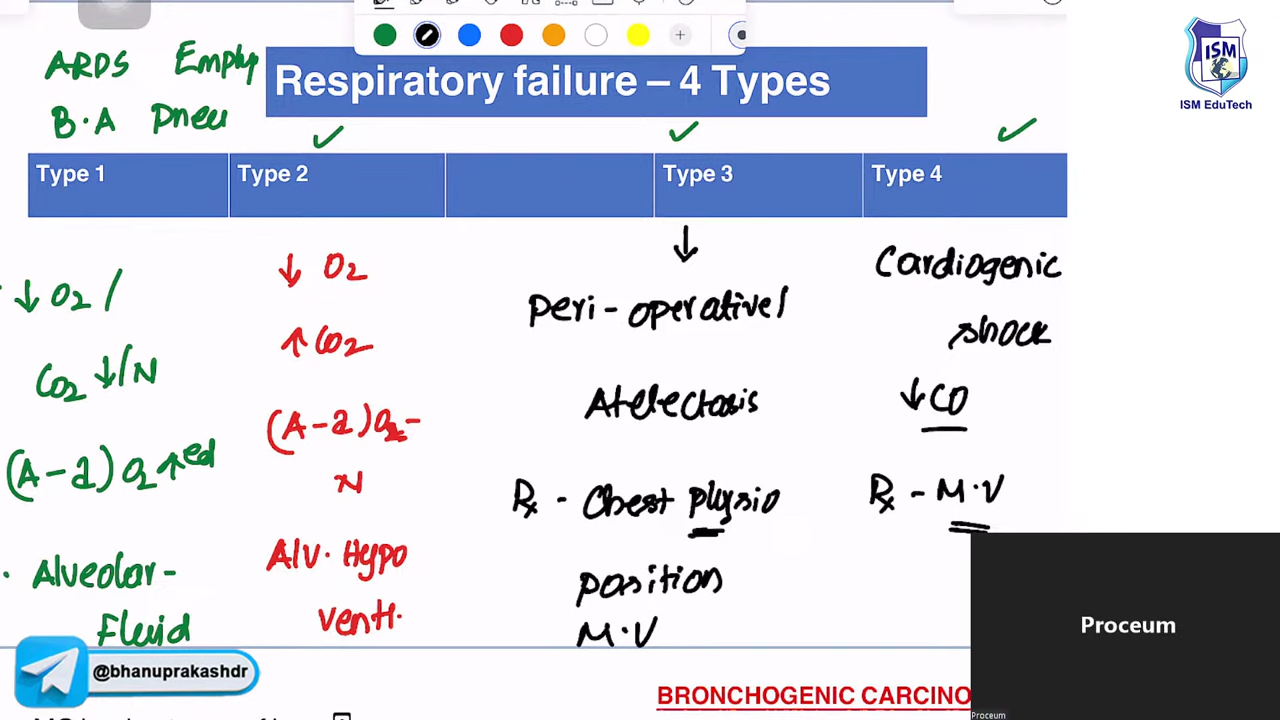 ISM
ISM EduTech
ARDS Emphy
B.A Pneu
Respiratory failure – 4 Types
Type 1 Type 2 Type 3 Type 4
↓ O2 /
CO2 ↓/N
(A-a) O2 ↑ed
Alveolar-
Fluid
↓ O2
↑ CO2
(A-a) O2 -
N
Alv. Hypo
Venti.
↓
Peri-operative
Atelectasis
Rx - Chest physio
position
M.V
Cardiogenic
shock
↓ CO
Rx - M.V
Proceum
Proceum
@bhanuprakashdr
BRONCHOGENIC CARCINO